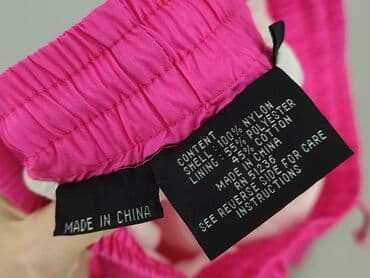 CONTENT
SHELL: 100% NYLON
LINING: 55% POLYESTER
45% COTTON
MADE IN CHINA
RN 51236
SEE REVERSE SIDE FOR CARE
INSTRUCTIONS
MADE IN CHINA